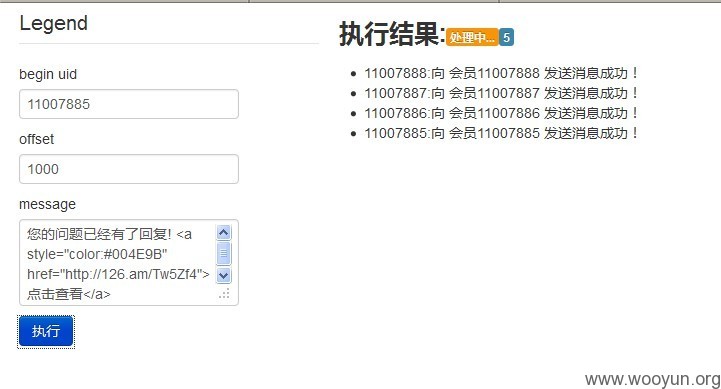 Legend
begin uid
11007885
offset
1000
message
您的问题已经有了回复! <a
style="color:#004E9B"
href="http://126.am/Tw5Zf4">
点击查看</a>
执行
执行结果:处理中... 5
11007888:向 会员11007888 发送消息成功！
11007887:向 会员11007887 发送消息成功！
11007886:向 会员11007886 发送消息成功！
11007885:向 会员11007885 发送消息成功！
www.wooyun.org